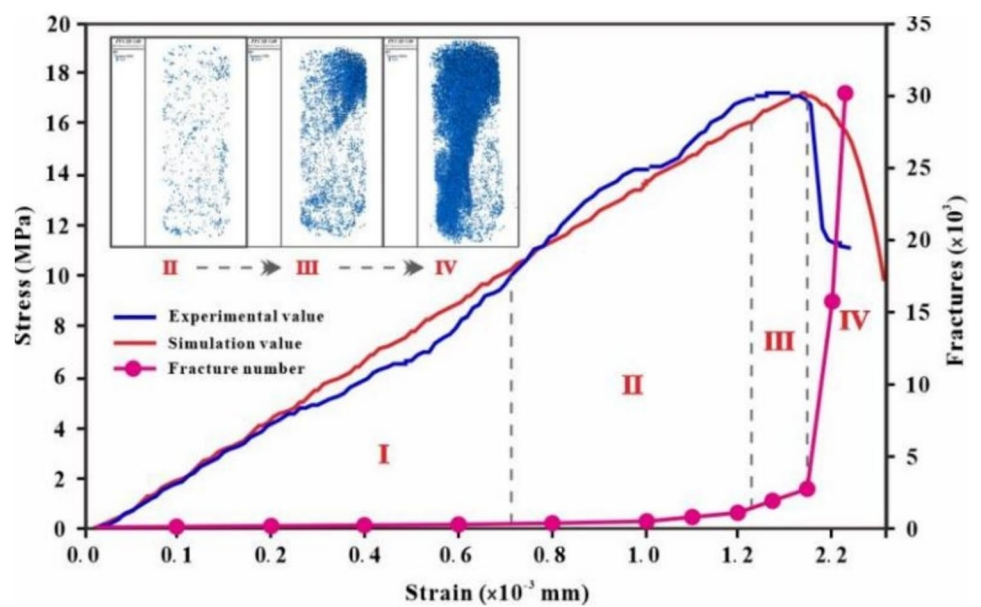 20
18
16
14
12
10
8
6
4
2
0
Stress (MPa)
35
30
25
20
15
10
5
0
Fractures (×10³)
II
III
IV
Experimental value
Simulation value
Fracture number
I
II
III
IV
0.0
0.1
0.2
0.4
0.6
0.8
1.0
1.2
2.2
Strain (×10⁻³ mm)